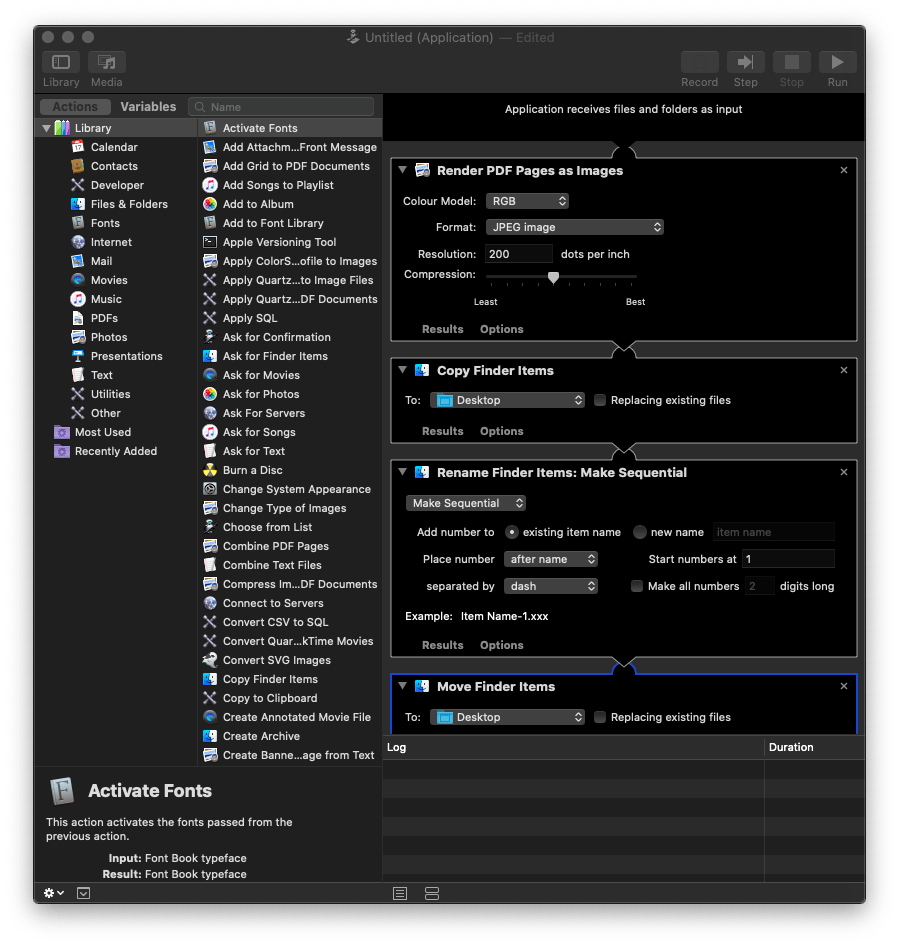 Untitled (Application) — Edited
Library
Media
Record
Step
Stop
Run
Actions
Variables
Name
Library
Calendar
Contacts
Developer
Files & Folders
Fonts
Internet
Mail
Movies
Music
PDFs
Photos
Presentations
Text
Utilities
Other
Most Used
Recently Added
Activate Fonts
Add Attachm...Front Message
Add Grid to PDF Documents
Add Songs to Playlist
Add to Album
Add to Font Library
Apple Versioning Tool
Apply ColorS...ofile to Images
Apply Quartz...to Image Files
Apply Quartz...DF Documents
Apply SQL
Ask for Confirmation
Ask for Finder Items
Ask for Movies
Ask for Photos
Ask For Servers
Ask for Songs
Ask for Text
Burn a Disc
Change System Appearance
Change Type of Images
Choose from List
Combine PDF Pages
Combine Text Files
Compress Im...DF Documents
Connect to Servers
Convert CSV to SQL
Convert Quar...kTime Movies
Convert SVG Images
Copy Finder Items
Copy to Clipboard
Create Annotated Movie File
Create Archive
Create Banne...age from Text
Application receives files and folders as input
Render PDF Pages as Images
Colour Model: RGB
Format: JPEG image
Resolution: 200 dots per inch
Compression:
Least Best
Results Options
Copy Finder Items
To: Desktop Replacing existing files
Results Options
Rename Finder Items: Make Sequential
Make Sequential
Add number to existing item name new name item name
Place number after name Start numbers at 1
separated by dash Make all numbers 2 digits long
Example: Item Name-1.xxx
Results Options
Move Finder Items
To: Desktop Replacing existing files
Log Duration
Activate Fonts
This action activates the fonts passed from the
previous action.
Input: Font Book typeface
Result: Font Book typeface